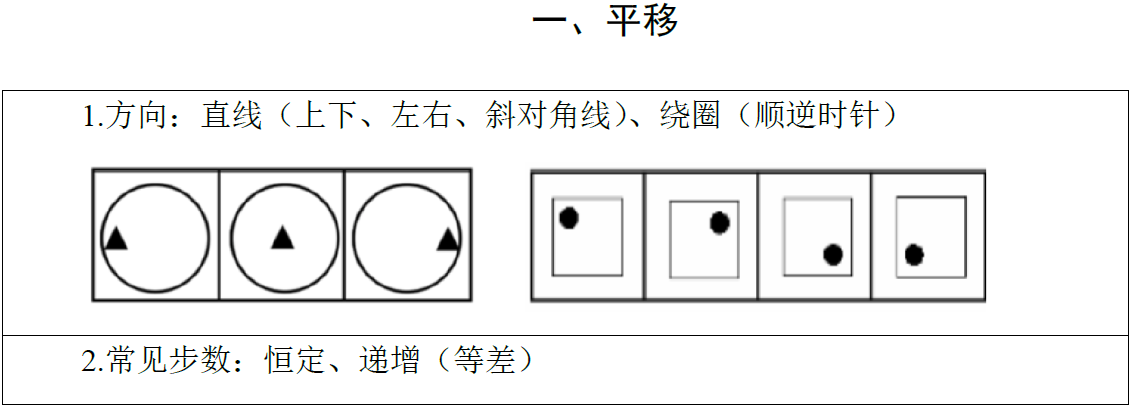 一、平移
1.方向：直线（上下、左右、斜对角线）、绕圈（顺逆时针）
2.常见步数：恒定、递增（等差）